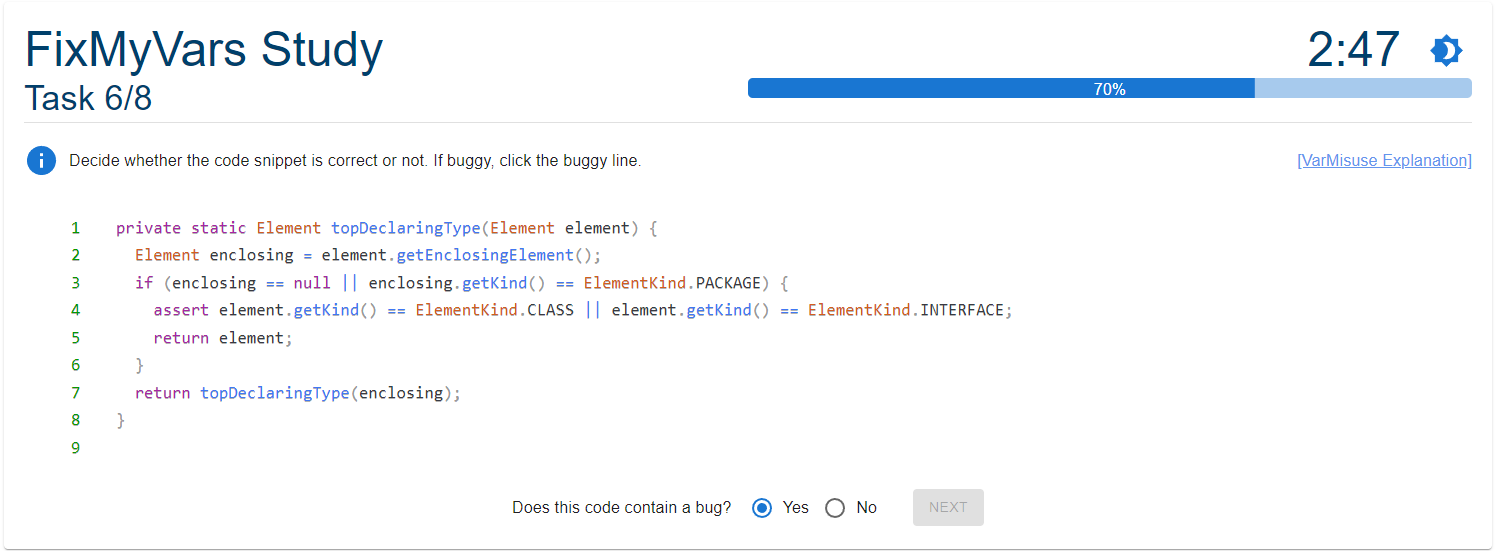 FixMyVars Study
2:47
Task 6/8
70%
Decide whether the code snippet is correct or not. If buggy, click the buggy line.
[VarMisuse Explanation]
1 private static Element topDeclaringType(Element element) {
2 Element enclosing = element.getEnclosingElement();
3 if (enclosing == null || enclosing.getKind() == ElementKind.PACKAGE) {
4 assert element.getKind() == ElementKind.CLASS || element.getKind() == ElementKind.INTERFACE;
5 return element;
6 }
7 return topDeclaringType(enclosing);
8 }
9
Does this code contain a bug? Yes No NEXT